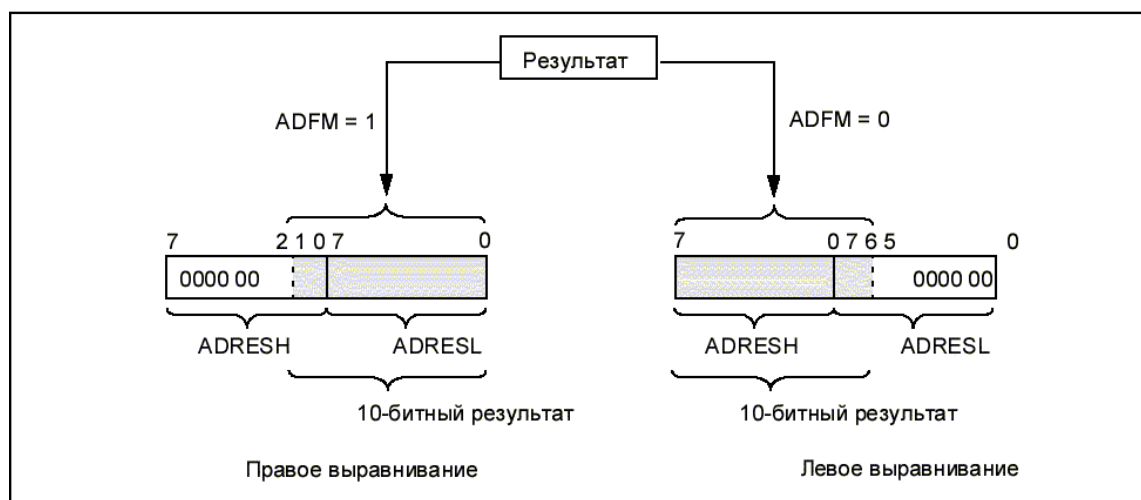 Результат
ADFM = 1
ADFM = 0
7 2 1 0 7 0
7 0 7 6 5 0
0000 00
0000 00
ADRESH ADRESL
ADRESH ADRESL
10-битный результат
10-битный результат
Правое выравнивание
Левое выравнивание